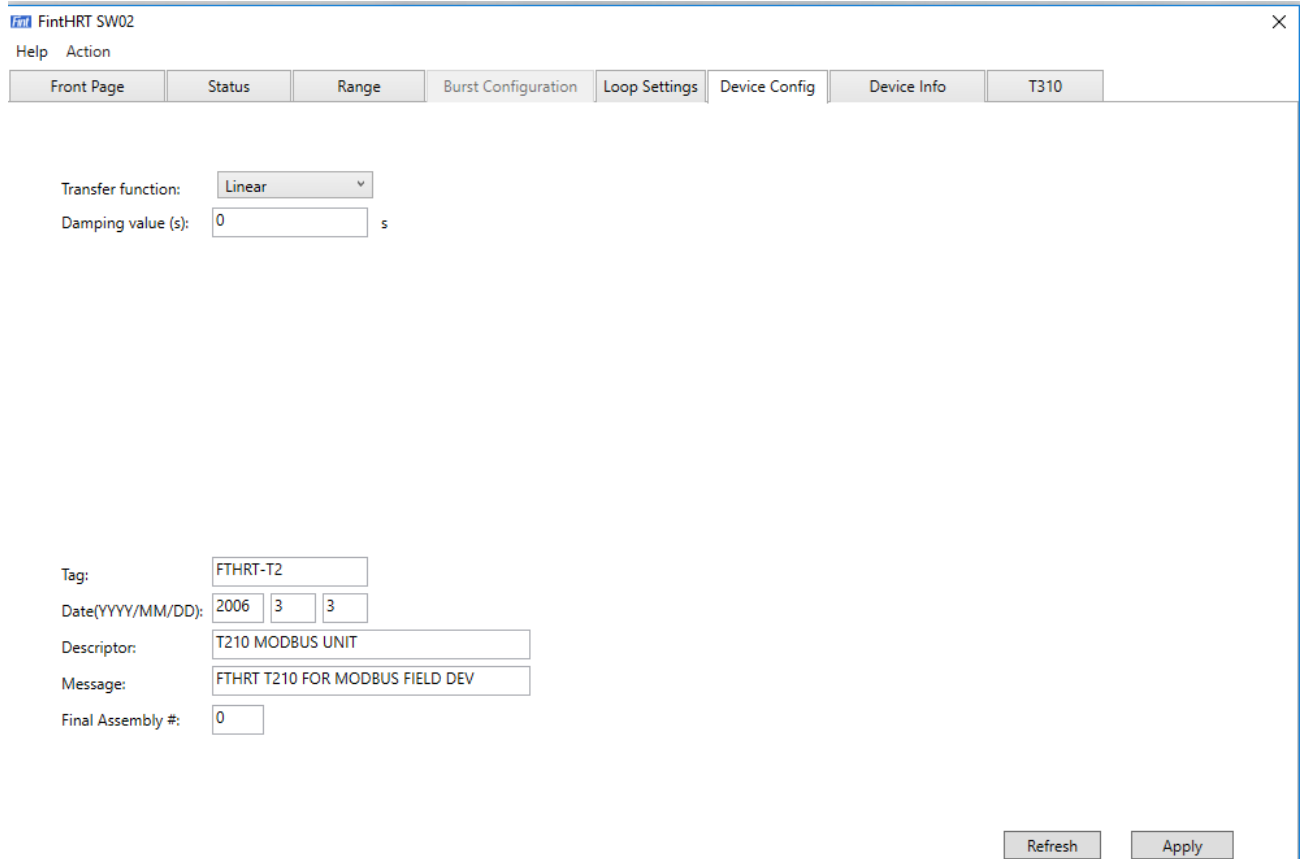 Fint FintHRT SW02
Help Action
Front Page Status Range Burst Configuration Loop Settings Device Config Device Info T310
Transfer function: Linear
Damping value (s): 0 s
Tag: FTHRT-T2
Date(YYYY/MM/DD): 2006 3 3
Descriptor: T210 MODBUS UNIT
Message: FTHRT T210 FOR MODBUS FIELD DEV
Final Assembly #: 0
Refresh Apply